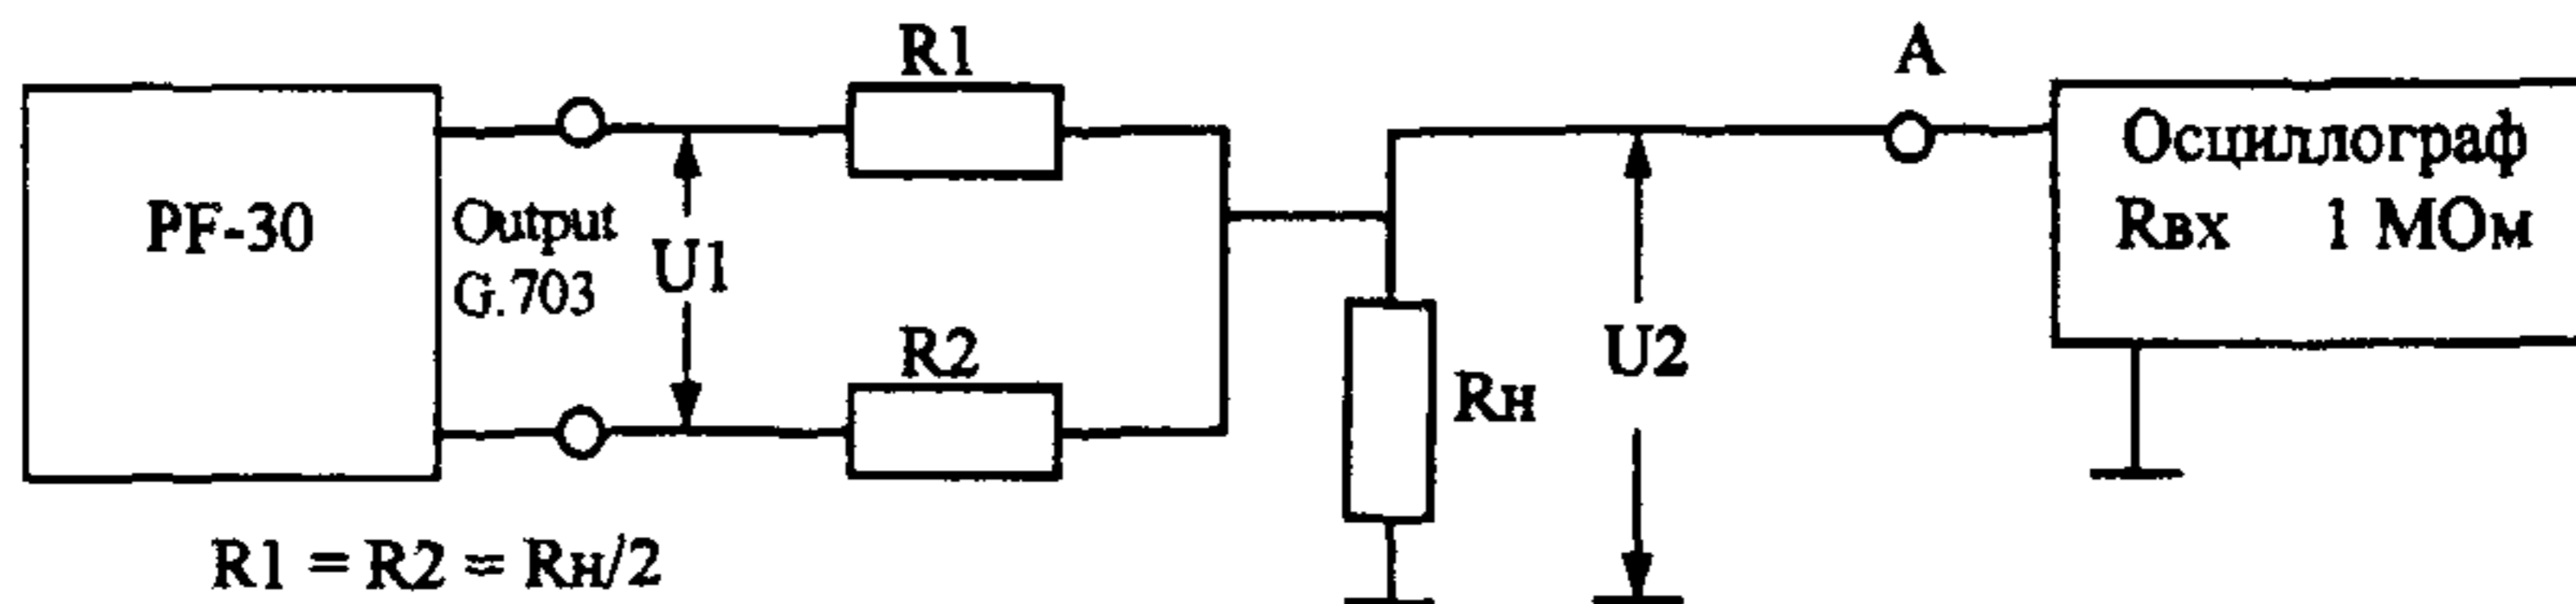 R1
A
PF-30
Output
G.703
U1
R2
Rн
U2
Осциллограф
Rвх 1 МОм
R1 = R2 = Rн/2